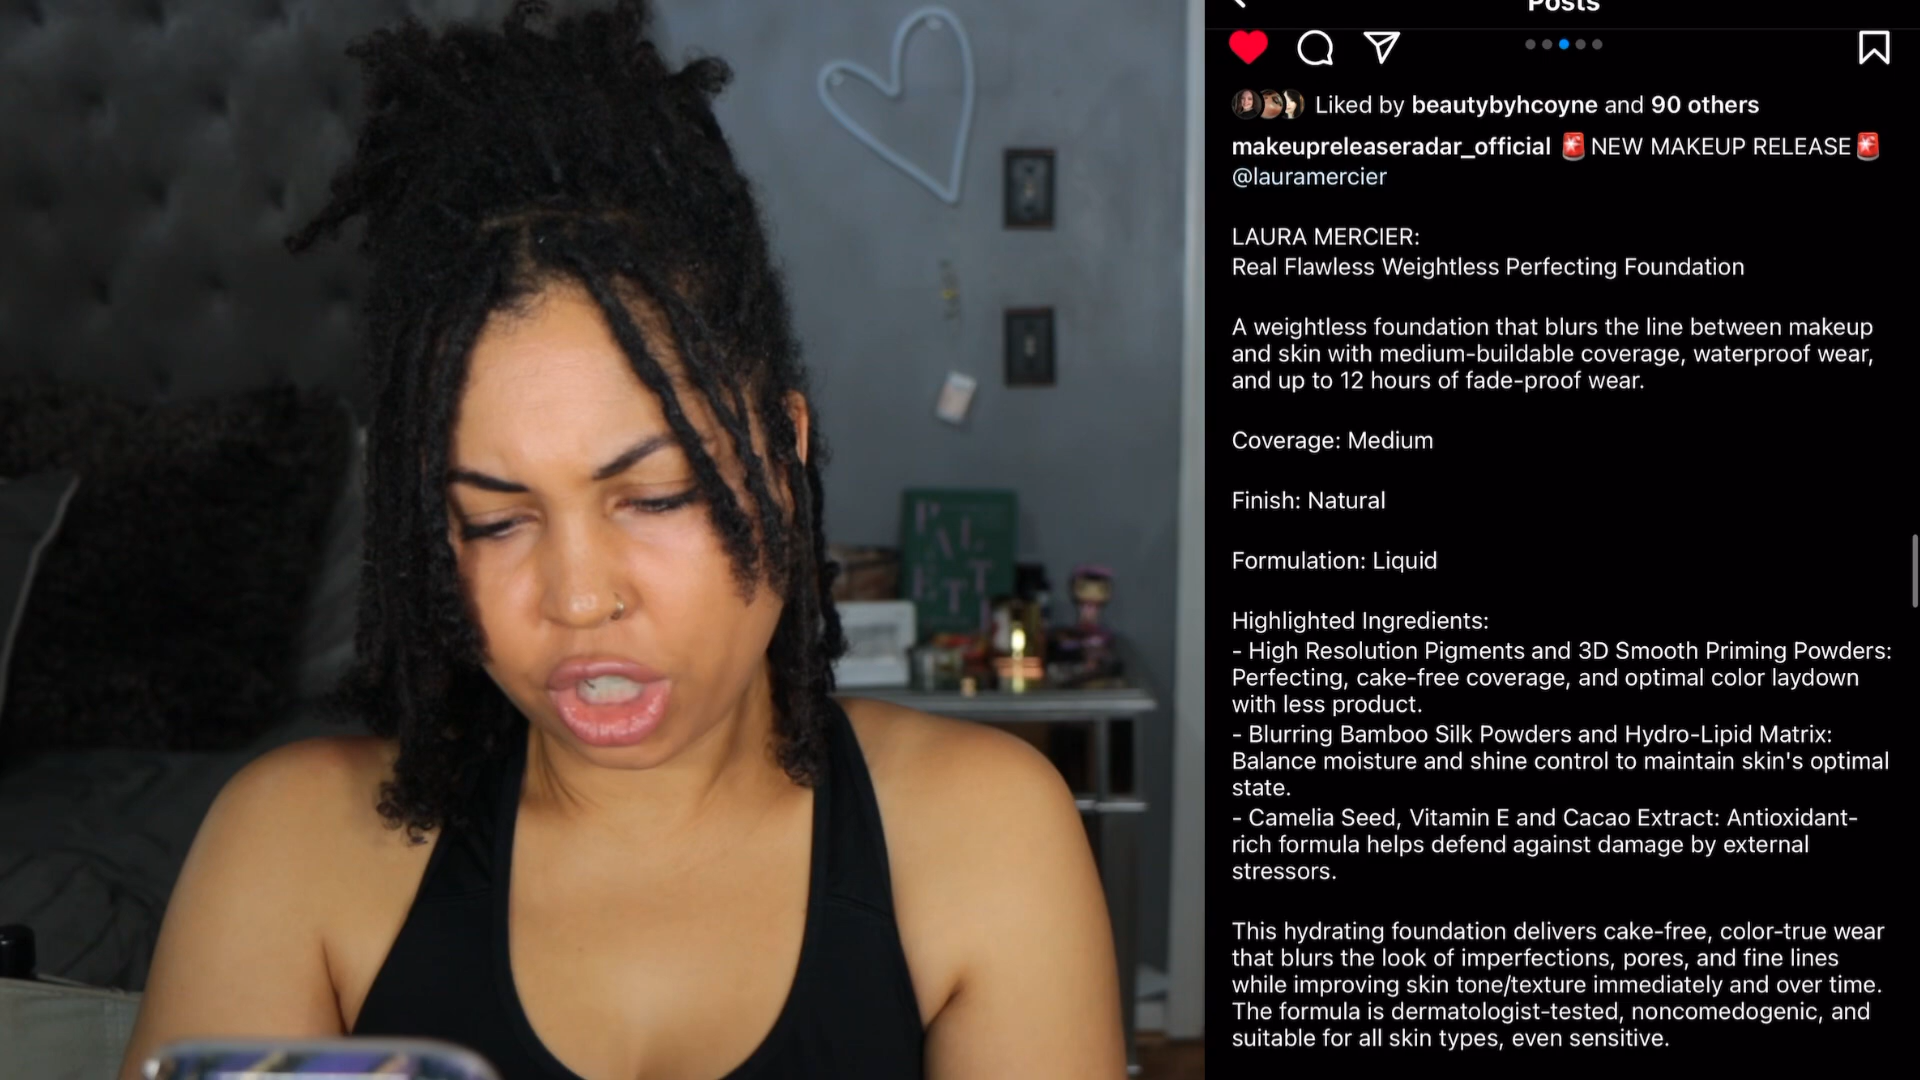 Posts
Liked by beautybyhcoyne and 90 others
makeupreleaseradar_official 🚨NEW MAKEUP RELEASE🚨
@lauramercier
LAURA MERCIER:
Real Flawless Weightless Perfecting Foundation
A weightless foundation that blurs the line between makeup
and skin with medium-buildable coverage, waterproof wear,
and up to 12 hours of fade-proof wear.
Coverage: Medium
Finish: Natural
Formulation: Liquid
Highlighted Ingredients:
- High Resolution Pigments and 3D Smooth Priming Powders:
Perfecting, cake-free coverage, and optimal color laydown
with less product.
- Blurring Bamboo Silk Powders and Hydro-Lipid Matrix:
Balance moisture and shine control to maintain skin's optimal
state.
- Camelia Seed, Vitamin E and Cacao Extract: Antioxidant-
rich formula helps defend against damage by external
stressors.
This hydrating foundation delivers cake-free, color-true wear
that blurs the look of imperfections, pores, and fine lines
while improving skin tone/texture immediately and over time.
The formula is dermatologist-tested, noncomedogenic, and
suitable for all skin types, even sensitive.
PAL
ETT